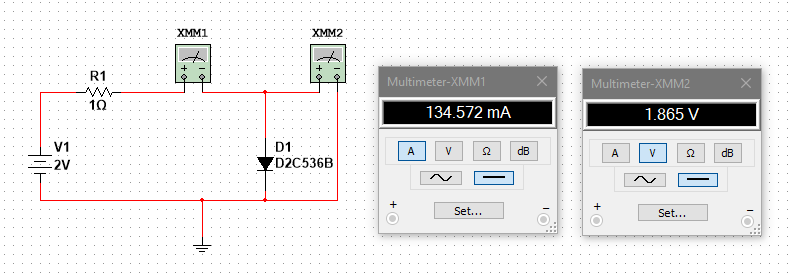 XMM1
XMM2
R1
1Ω
V1
2V
D1
D2C536B
Multimeter-XMM1
134.572 mA
A V Ω dB
+ Set... −
Multimeter-XMM2
1.865 V
A V Ω dB
+ Set... −